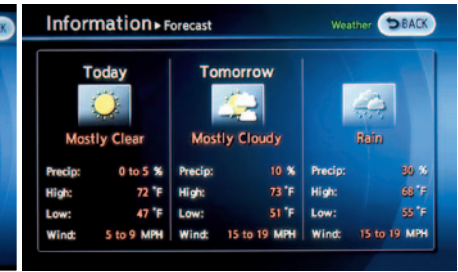 K
Information ▸ Forecast Weather BACK
Today Tomorrow
Mostly Clear Mostly Cloudy Rain
Precip: 0 to 5 % Precip: 10 % Precip: 30 %
High: 72 °F High: 73 °F High: 68 °F
Low: 47 °F Low: 51 °F Low: 55 °F
Wind: 5 to 9 MPH Wind: 15 to 19 MPH Wind: 15 to 19 MPH